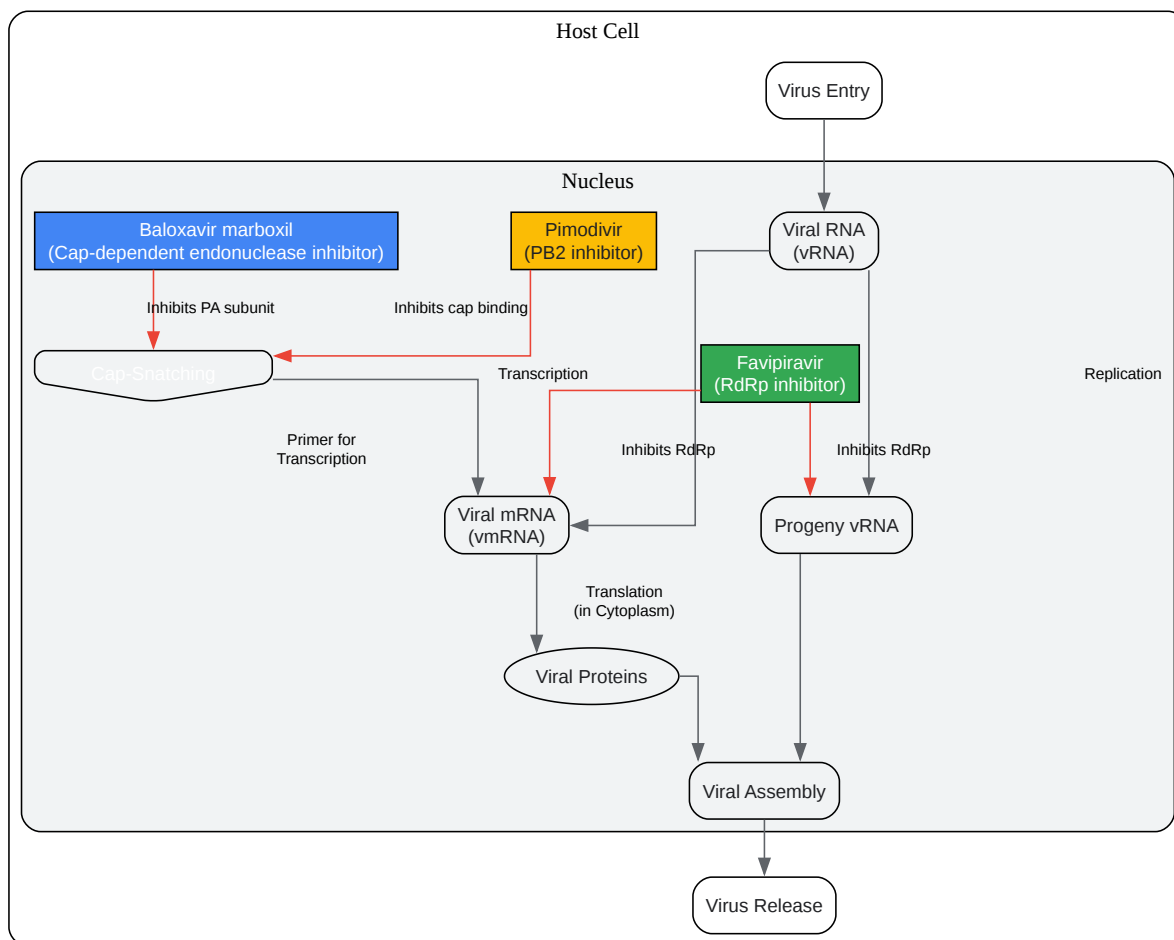 Host Cell
Virus Entry
Nucleus
Baloxavir marboxil
(Cap-dependent endonuclease inhibitor)
Pimodivir
(PB2 inhibitor)
Viral RNA
(vRNA)
Inhibits PA subunit
Inhibits cap binding
Cap-Snatching
Transcription
Favipiravir
(RdRp inhibitor)
Replication
Primer for
Transcription
Inhibits RdRp
Inhibits RdRp
Viral mRNA
(vmRNA)
Progeny vRNA
Translation
(in Cytoplasm)
Viral Proteins
Viral Assembly
Virus Release